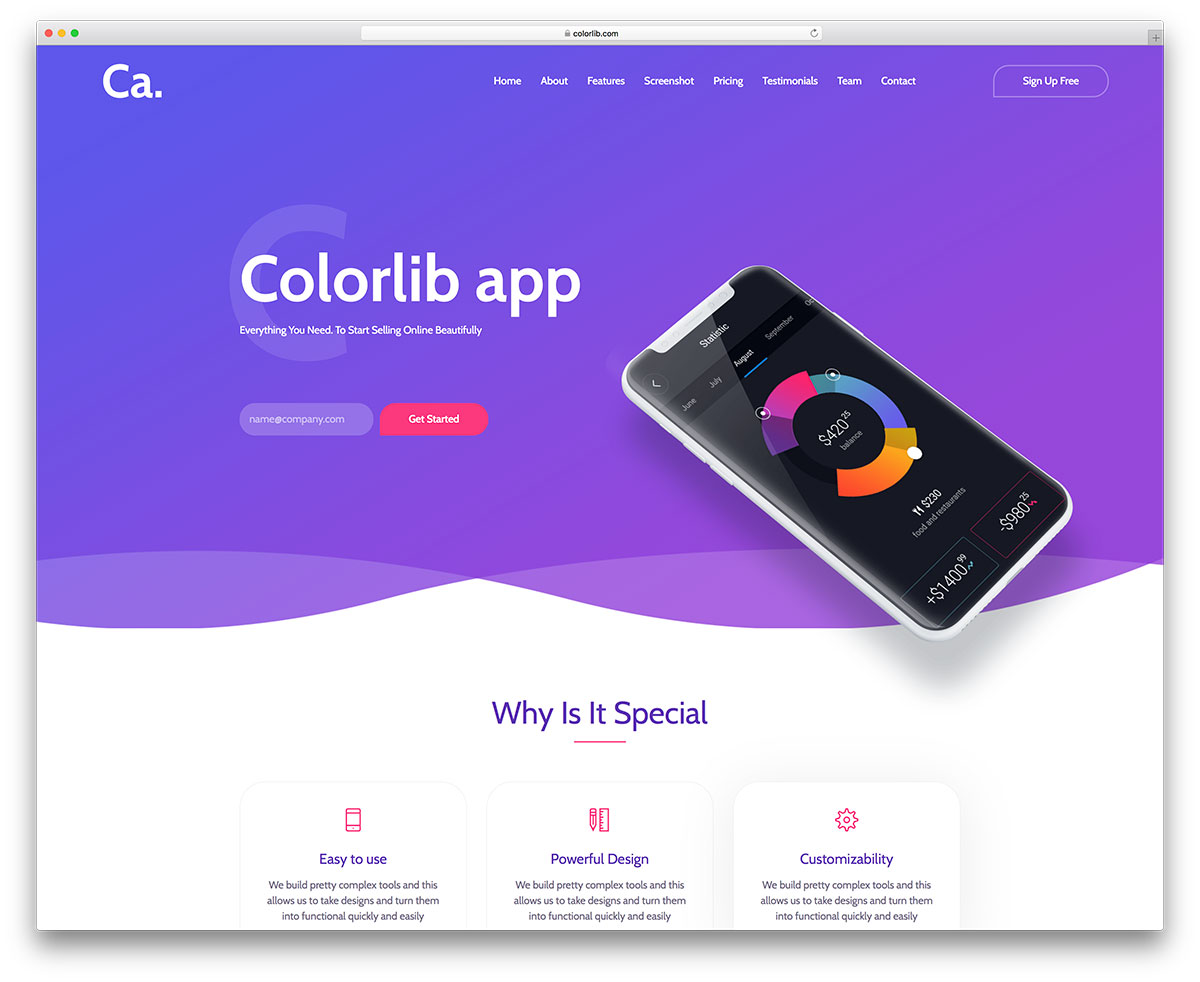 colorlib.com
Ca.
Home About Features Screenshot Pricing Testimonials Team Contact
Sign Up Free
C
Colorlib app
Everything You Need. To Start Selling Online Beautifully
name@company.com
Get Started
Statistic
June July August September Oc
$420 25
balance
$230
food and restaurants
-$980 25
+$1400 99
Why Is It Special
Easy to use
We build pretty complex tools and this
allows us to take designs and turn them
into functional quickly and easily
Powerful Design
We build pretty complex tools and this
allows us to take designs and turn them
into functional quickly and easily
Customizability
We build pretty complex tools and this
allows us to take designs and turn them
into functional quickly and easily